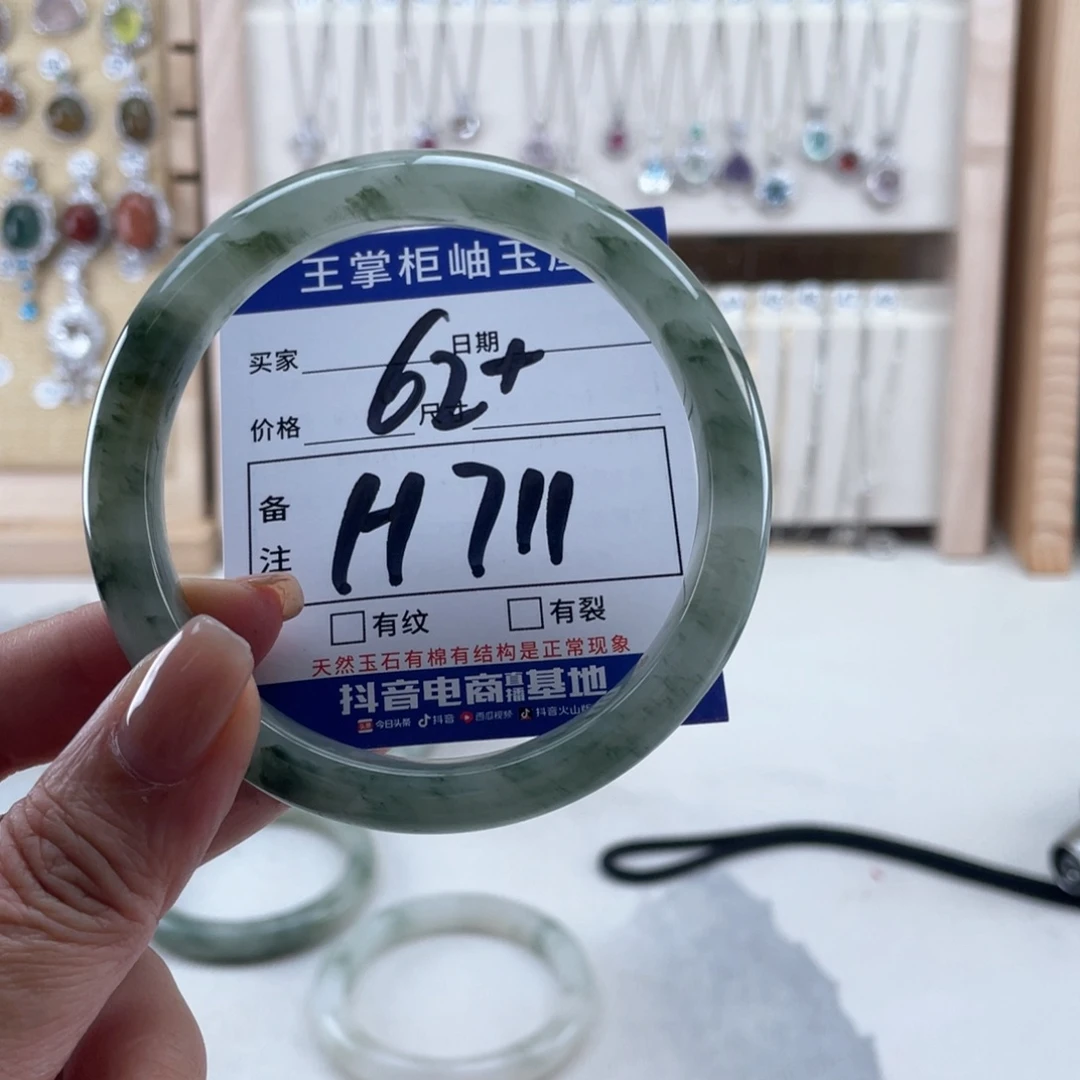 王掌柜岫玉
买家 日期
62+
价格 尺寸
备注
H711
□有纹 □有裂
天然玉石有棉有结构是正常现象
抖音电商直播基地
今日头条 抖音 西瓜视频 抖音火山